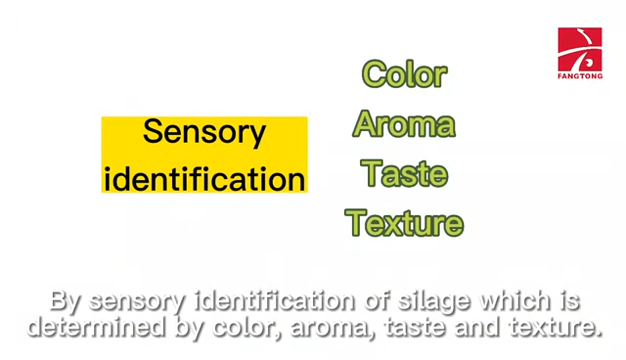 FANGTONG
Color
Aroma
Sensory
identification
Taste
Texture
By sensory identification of silage which is
determined by color, aroma, taste and texture.